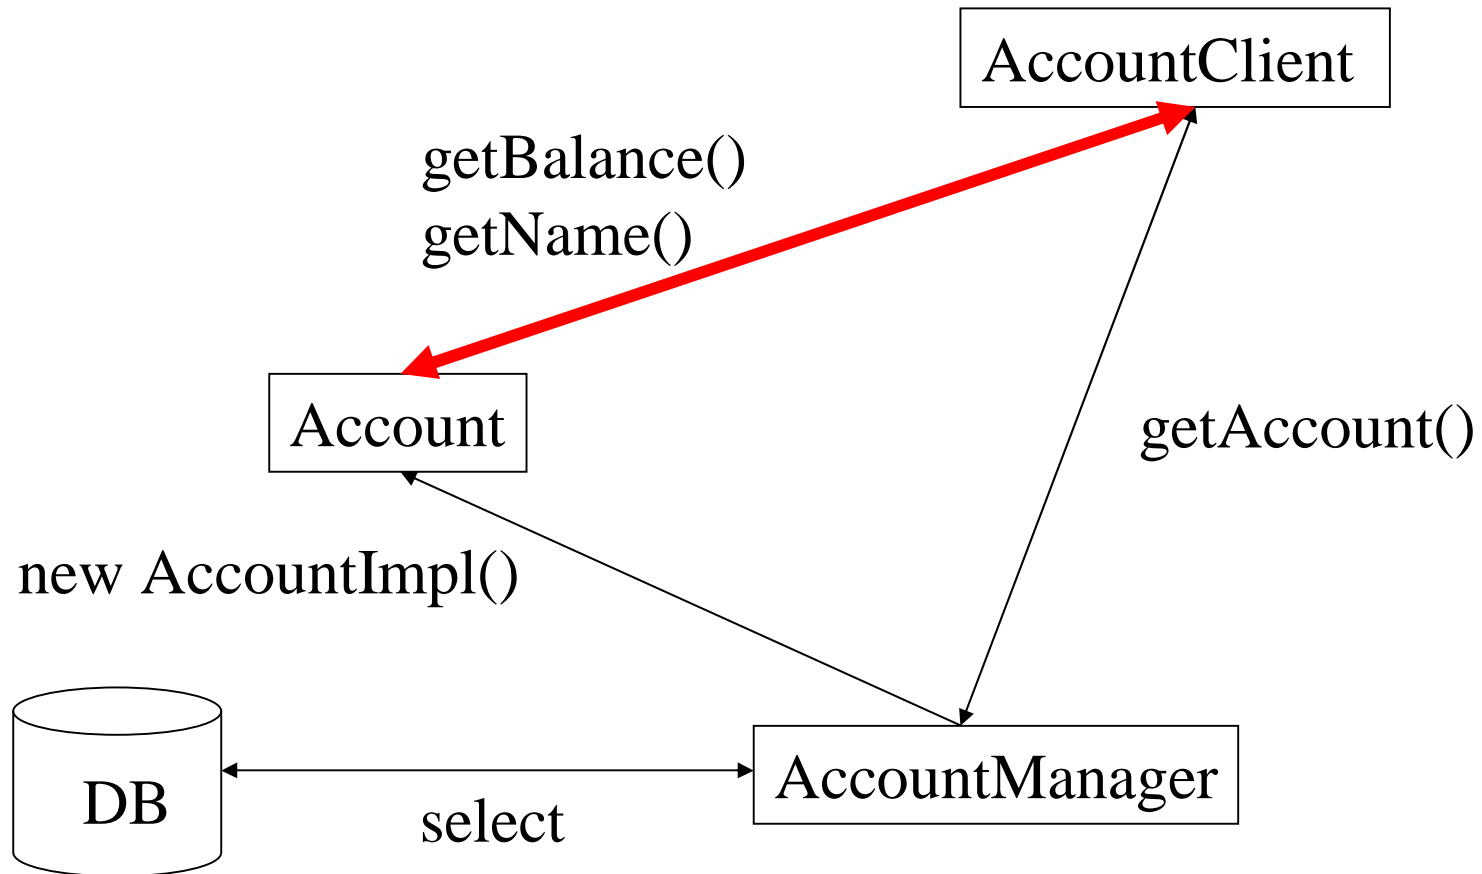 AccountClient
getBalance()
getName()
Account
getAccount()
new AccountImpl()
DB
select
AccountManager